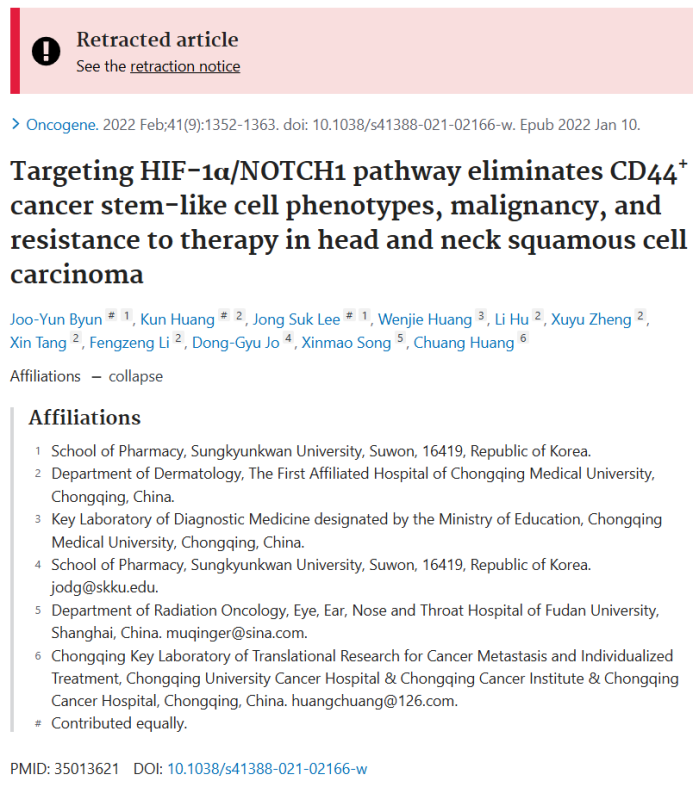 Retracted article
See the retraction notice
> Oncogene. 2022 Feb;41(9):1352-1363. doi: 10.1038/s41388-021-02166-w. Epub 2022 Jan 10.
Targeting HIF-1α/NOTCH1 pathway eliminates CD44+
cancer stem-like cell phenotypes, malignancy, and
resistance to therapy in head and neck squamous cell
carcinoma
Joo-Yun Byun # 1, Kun Huang # 2, Jong Suk Lee # 1, Wenjie Huang 3, Li Hu 2, Xuyu Zheng 2,
Xin Tang 2, Fengzeng Li 2, Dong-Gyu Jo 4, Xinmao Song 5, Chuang Huang 6
Affiliations – collapse
Affiliations
1 School of Pharmacy, Sungkyunkwan University, Suwon, 16419, Republic of Korea.
2 Department of Dermatology, The First Affiliated Hospital of Chongqing Medical University,
Chongqing, China.
3 Key Laboratory of Diagnostic Medicine designated by the Ministry of Education, Chongqing
Medical University, Chongqing, China.
4 School of Pharmacy, Sungkyunkwan University, Suwon, 16419, Republic of Korea.
jodg@skku.edu.
5 Department of Radiation Oncology, Eye, Ear, Nose and Throat Hospital of Fudan University,
Shanghai, China. muqinger@sina.com.
6 Chongqing Key Laboratory of Translational Research for Cancer Metastasis and Individualized
Treatment, Chongqing University Cancer Hospital & Chongqing Cancer Institute & Chongqing
Cancer Hospital, Chongqing, China. huangchuang@126.com.
# Contributed equally.
PMID: 35013621 DOI: 10.1038/s41388-021-02166-w